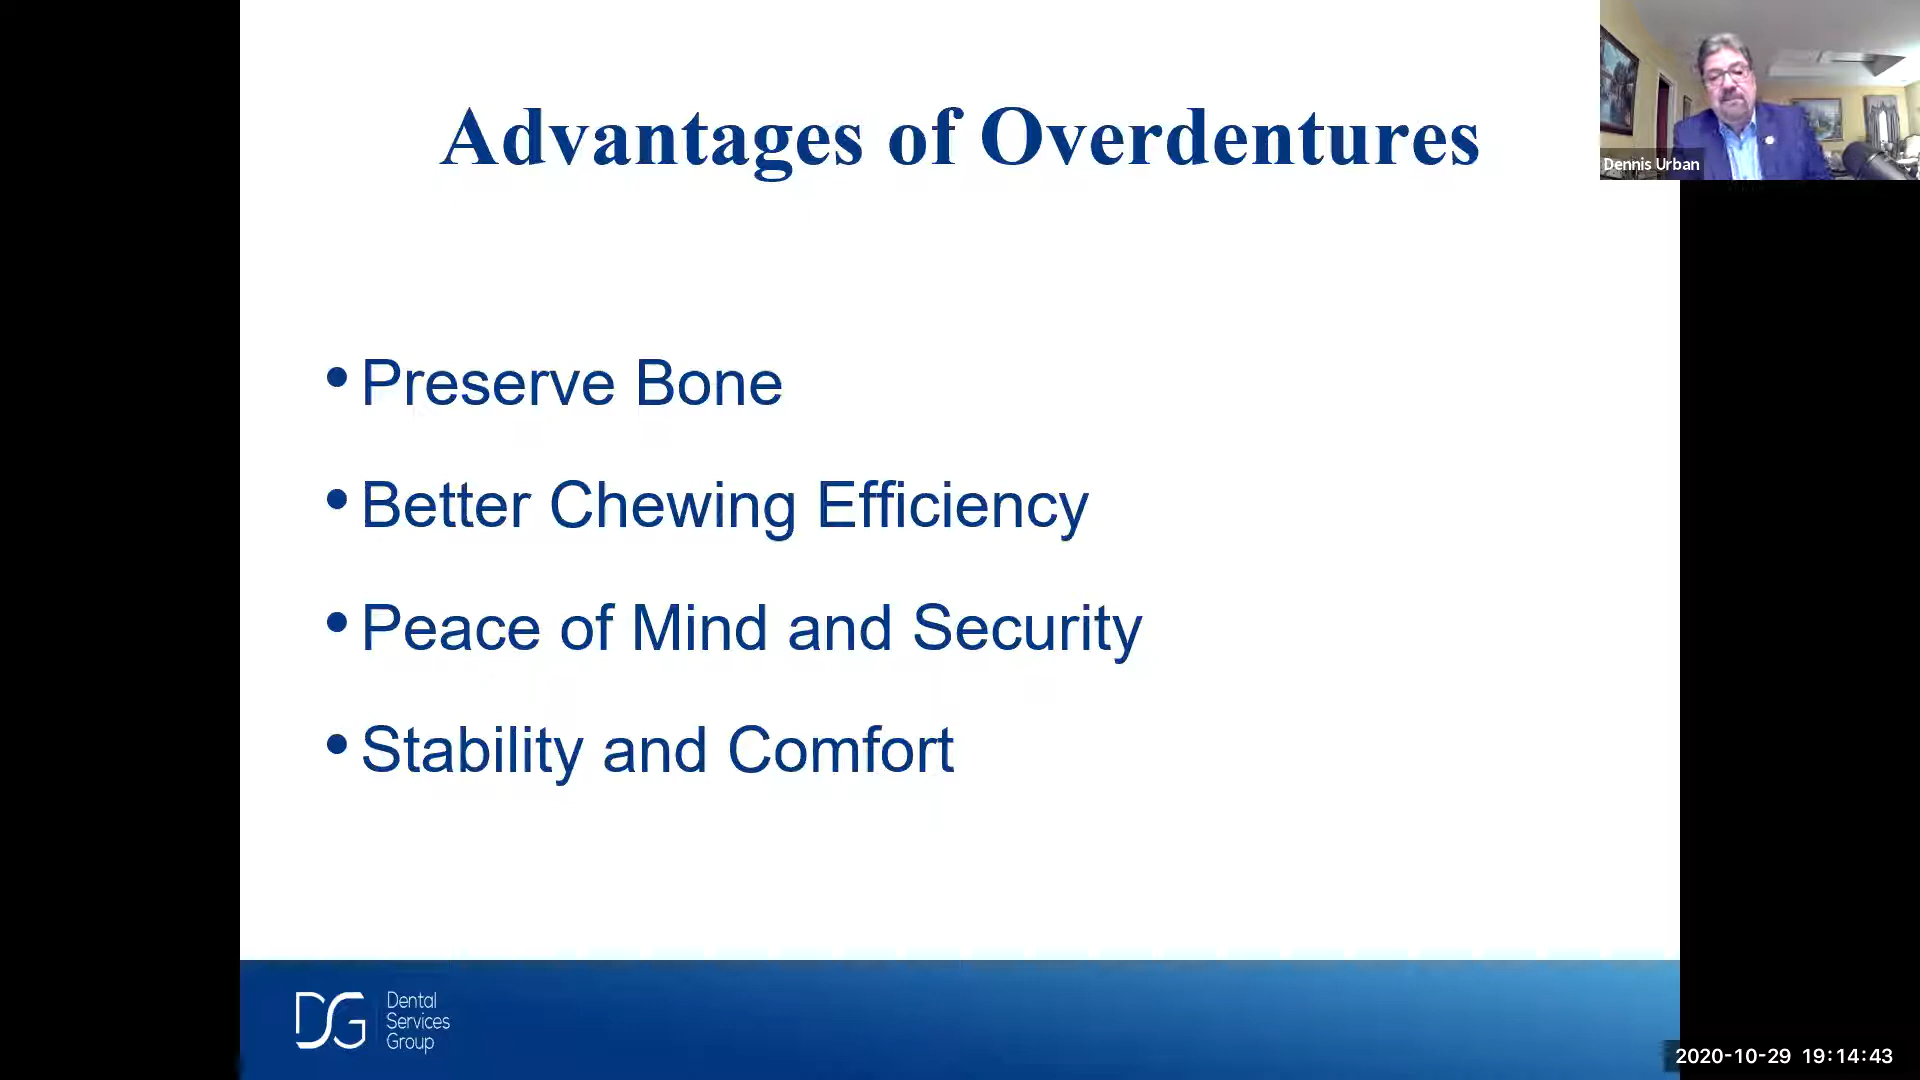 Advantages of Overdentures
Dennis Urban
• Preserve Bone
• Better Chewing Efficiency
• Peace of Mind and Security
• Stability and Comfort
DSG
Dental
Services
Group
2020-10-29 19:14:43